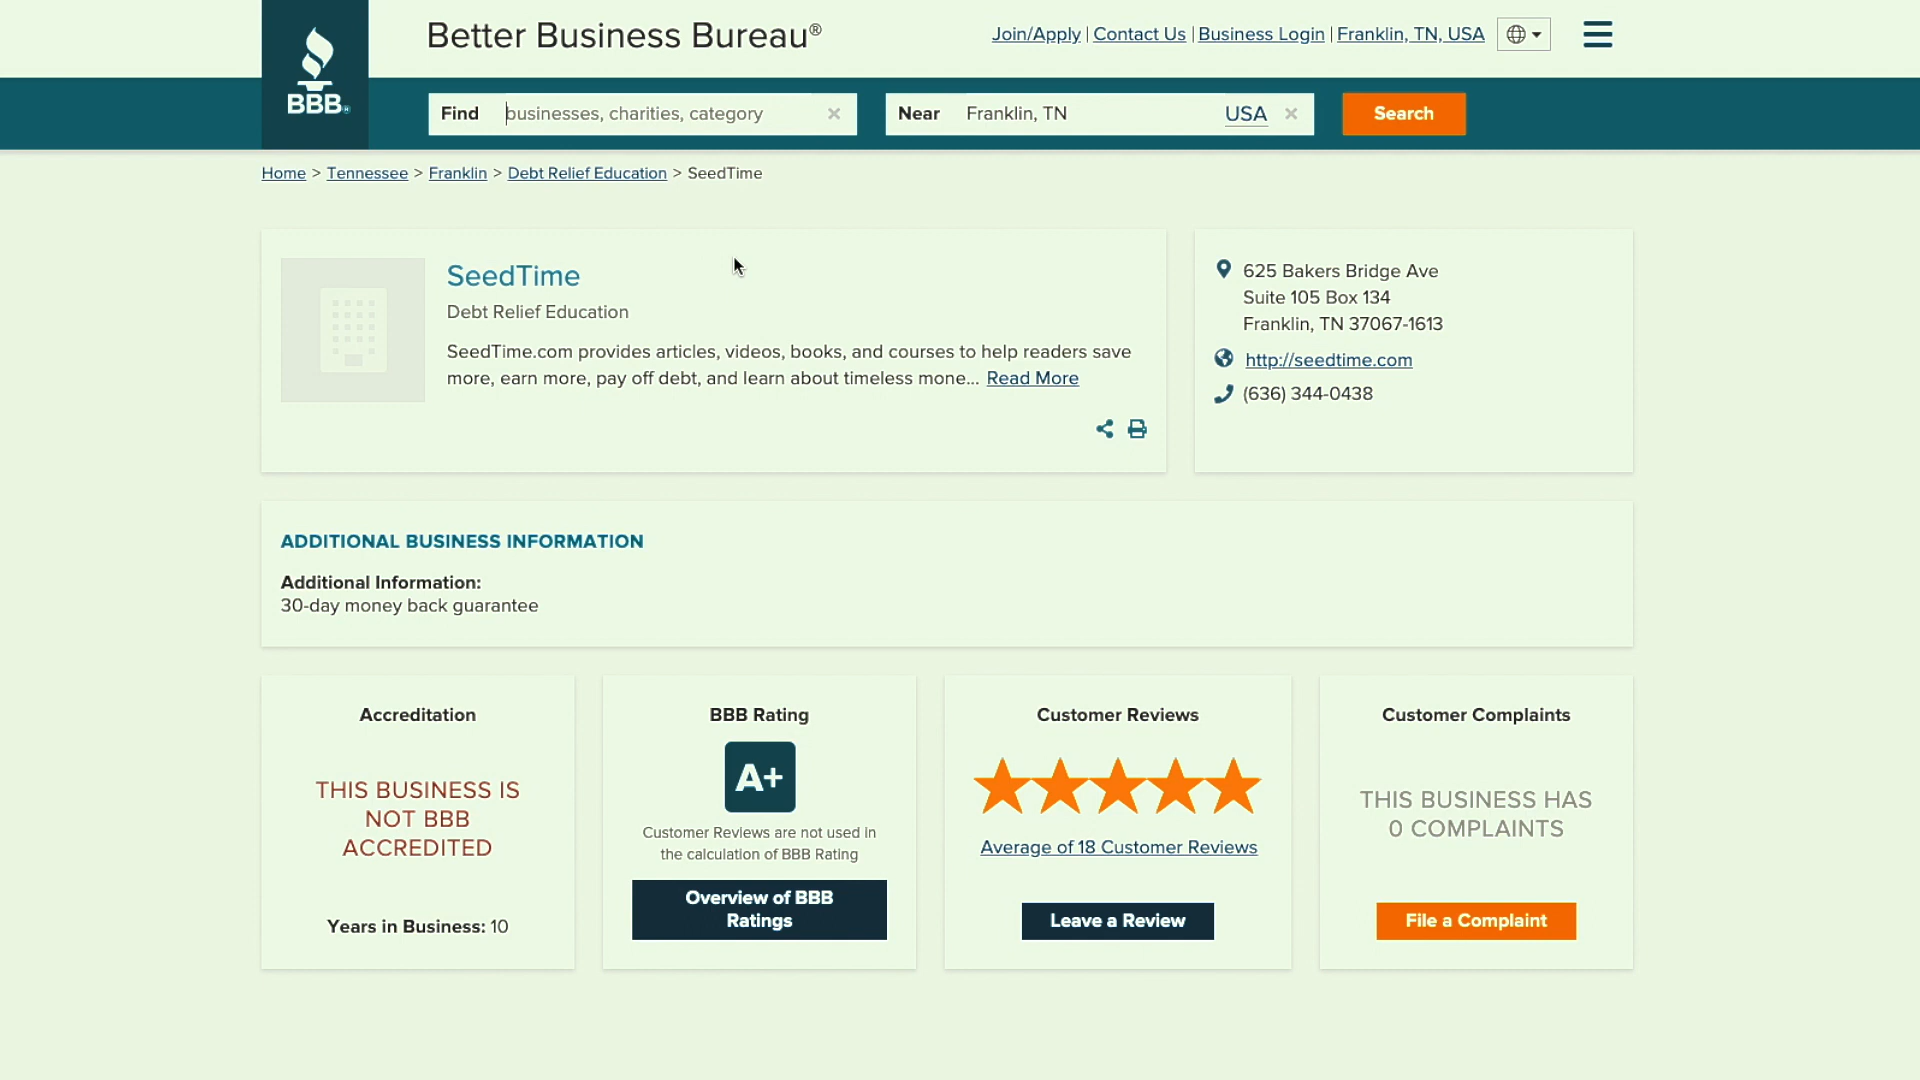 Better Business Bureau®
Join/Apply | Contact Us | Business Login | Franklin, TN, USA
BBB®
Find businesses, charities, category
Near Franklin, TN USA
Search
Home > Tennessee > Franklin > Debt Relief Education > SeedTime
SeedTime
Debt Relief Education
SeedTime.com provides articles, videos, books, and courses to help readers save
more, earn more, pay off debt, and learn about timeless mone... Read More
625 Bakers Bridge Ave
Suite 105 Box 134
Franklin, TN 37067-1613
http://seedtime.com
(636) 344-0438
ADDITIONAL BUSINESS INFORMATION
Additional Information:
30-day money back guarantee
Accreditation
THIS BUSINESS IS
NOT BBB
ACCREDITED
Years in Business: 10
BBB Rating
A+
Customer Reviews are not used in
the calculation of BBB Rating
Overview of BBB
Ratings
Customer Reviews
Average of 18 Customer Reviews
Leave a Review
Customer Complaints
THIS BUSINESS HAS
0 COMPLAINTS
File a Complaint